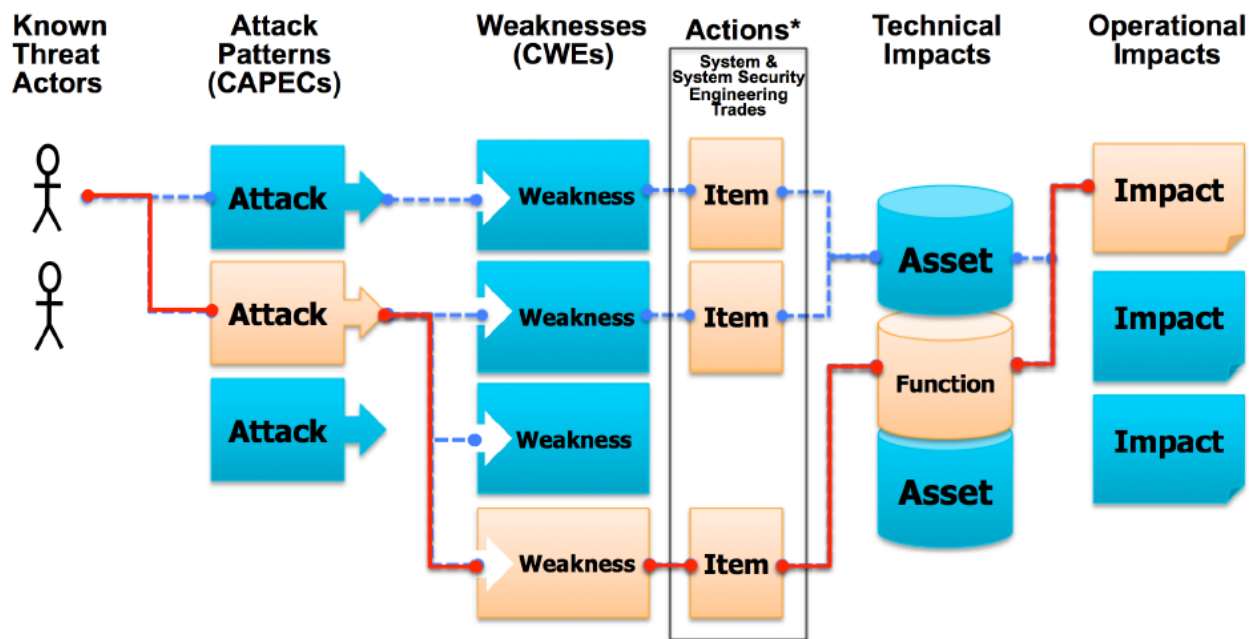 Known
Threat
Actors
Attack
Patterns
(CAPECs)
Weaknesses
(CWEs)
Actions*
System &
System Security
Engineering
Trades
Technical
Impacts
Operational
Impacts
Attack
Weakness
Item
Asset
Impact
Attack
Weakness
Item
Function
Impact
Attack
Weakness
Asset
Impact
Weakness
Item